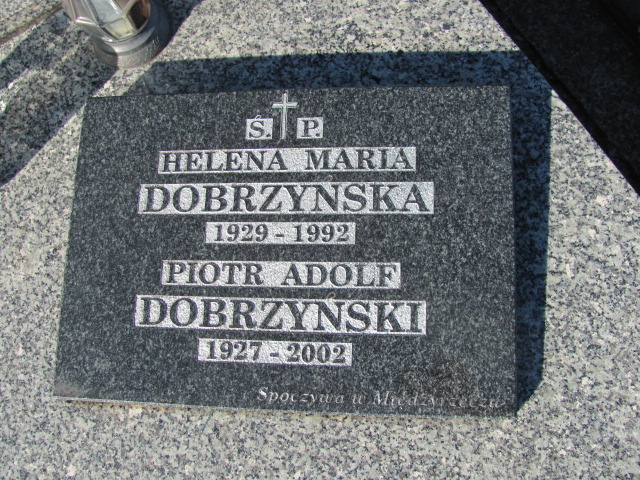 Ś. P.
HELENA MARIA
DOBRZYŃSKA
1929 - 1992
PIOTR ADOLF
DOBRZYŃSKI
1927 - 2002
Spoczywa w Międzyrzeczu